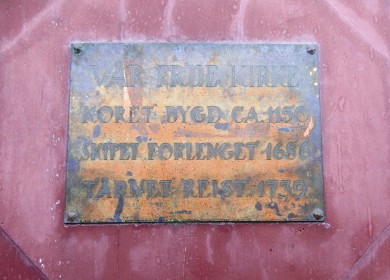 VÅR FRUE KIRKE
KORET BYGD CA. 1150
SKIPET FORLENGET 1686
TÅRNET REIST 1739